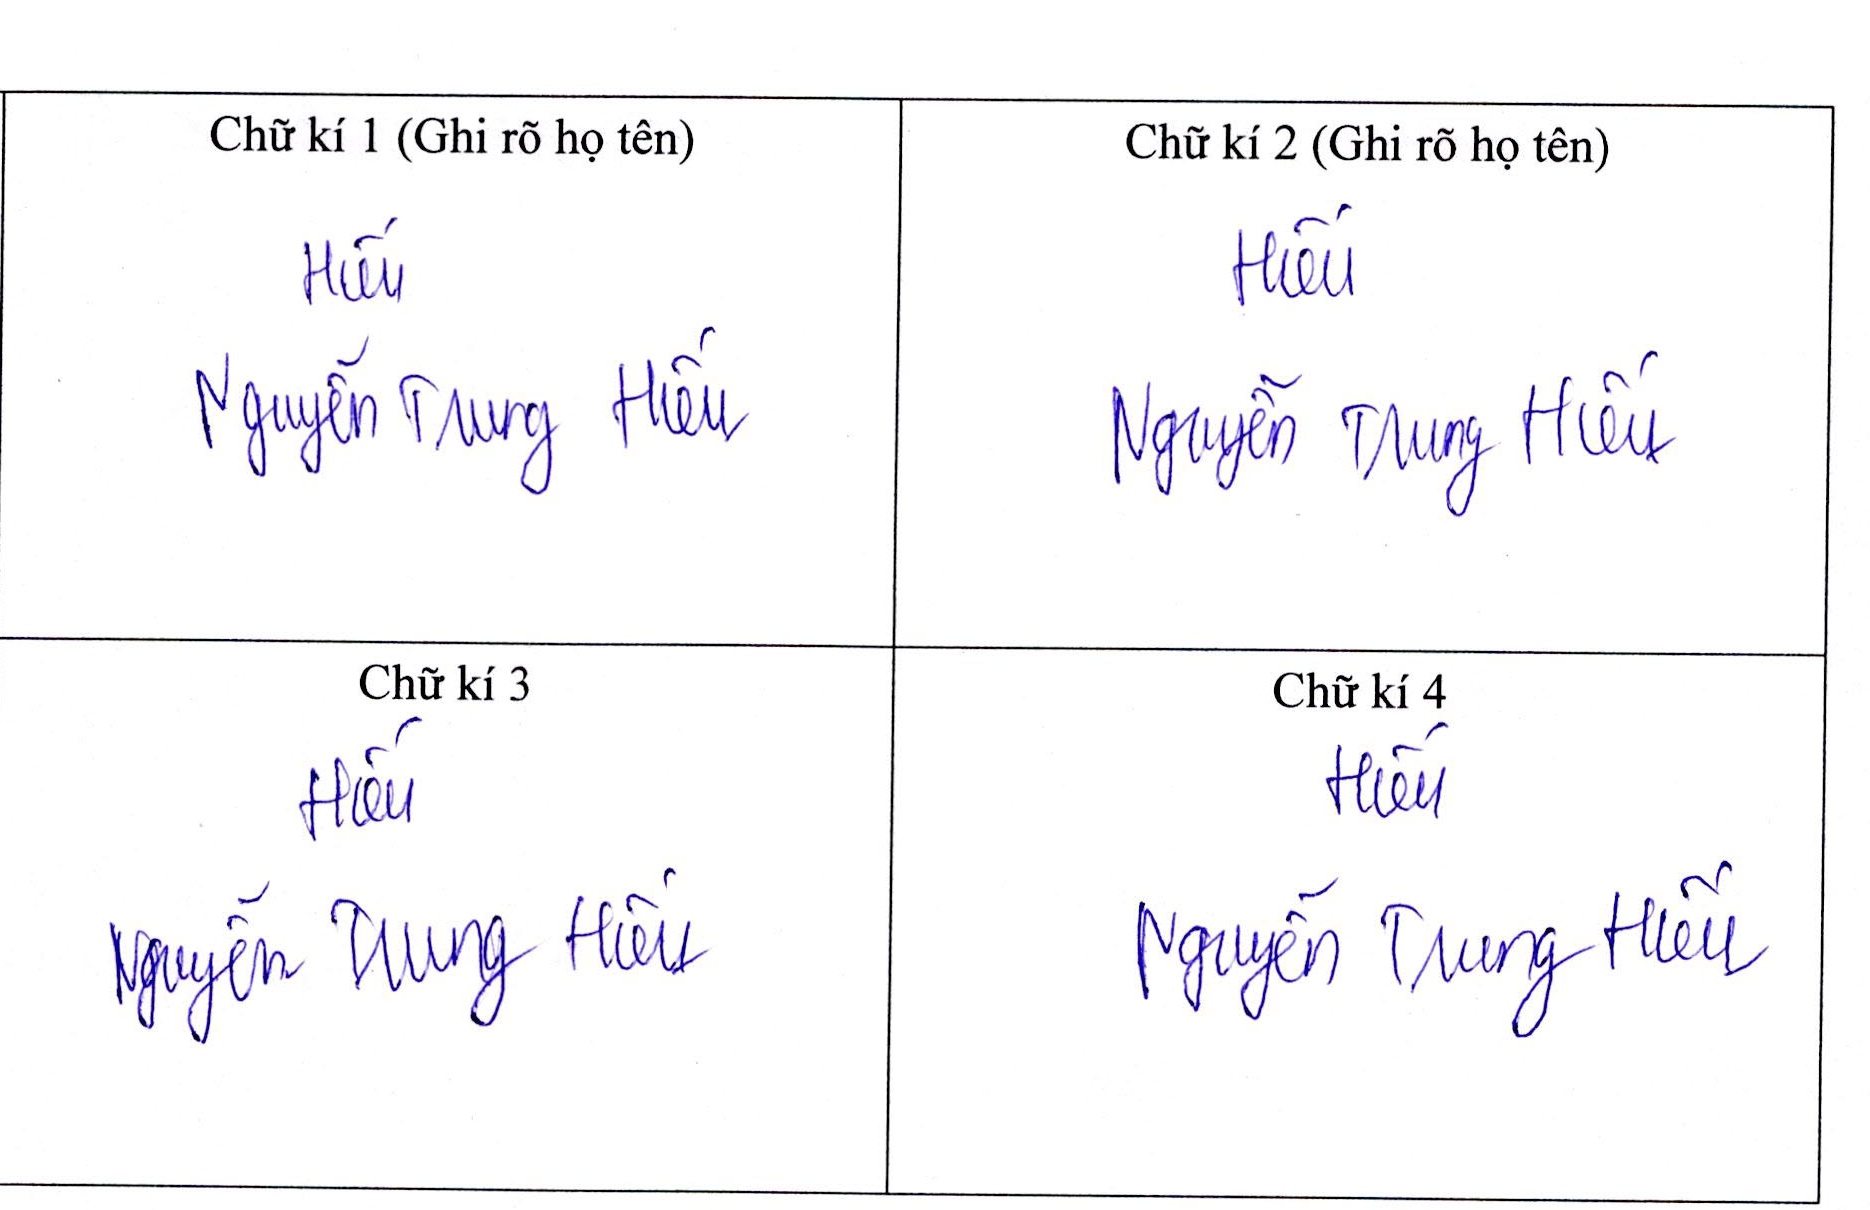 Chữ kí 1 (Ghi rõ họ tên)
Hiếu
Nguyễn Trung Hiếu
Chữ kí 2 (Ghi rõ họ tên)
Hiếu
Nguyễn Trung Hiếu
Chữ kí 3
Hiếu
Nguyễn Trung Hiếu
Chữ kí 4
Hiếu
Nguyễn Trung Hiếu